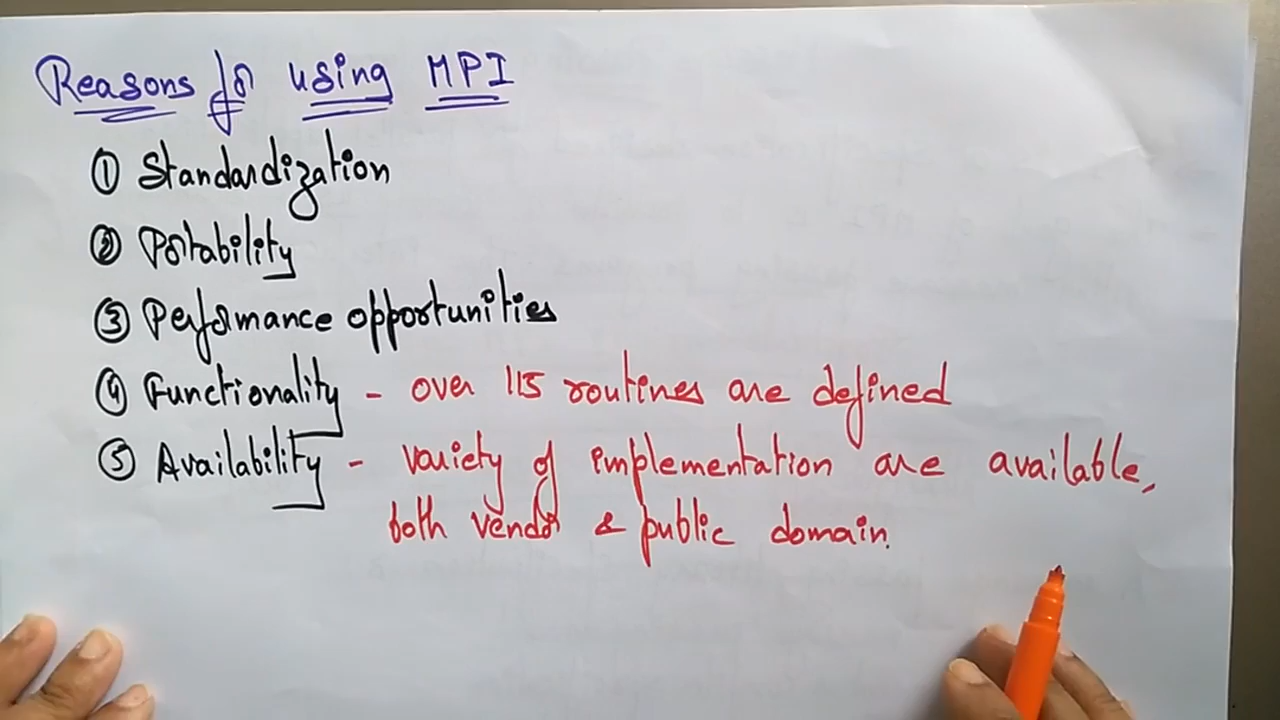 Reasons for using MPI
① Standardization
② Portability
③ Performance opportunities
④ Functionality - over 115 routines are defined
⑤ Availability - variety of implementation are available,
both vendor & public domain.